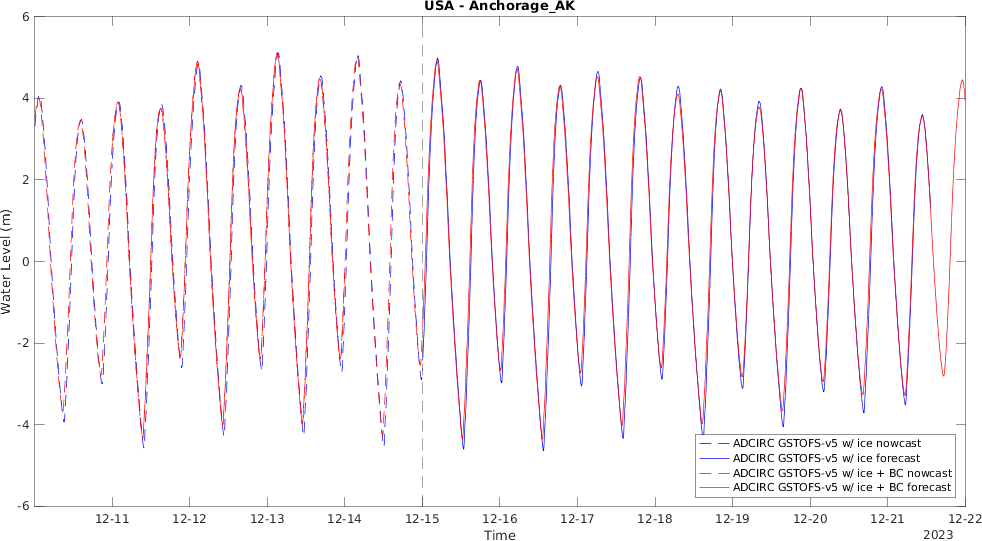 USA - Anchorage_AK
6
4
2
0
-2
-4
-6
Water Level (m)
ADCIRC GSTOFS-v5 w/ ice nowcast
ADCIRC GSTOFS-v5 w/ ice forecast
ADCIRC GSTOFS-v5 w/ ice + BC nowcast
ADCIRC GSTOFS-v5 w/ ice + BC forecast
12-11 12-12 12-13 12-14 12-15 12-16 12-17 12-18 12-19 12-20 12-21 12-22
Time
2023